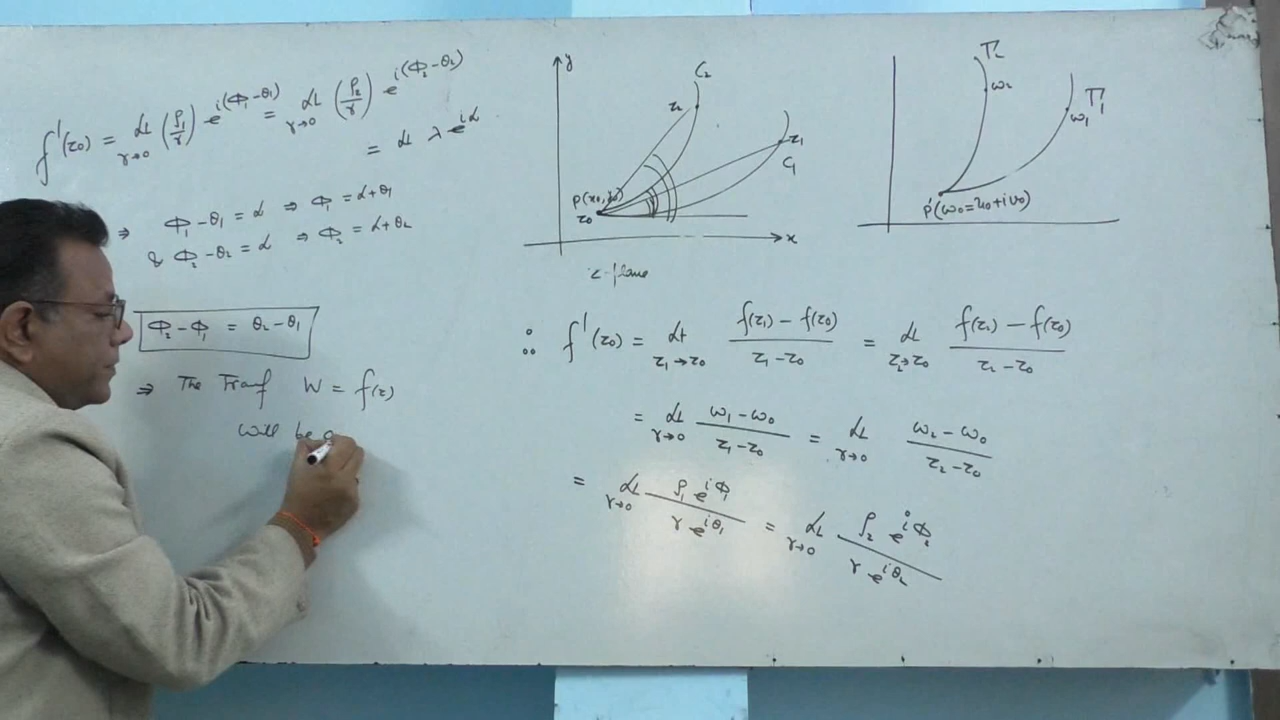 f'(z0) = Lt r→0 (ρ1/r) e^i(Φ1-θ1) = Lt r→0 (ρ2/r) e^i(Φ2-θ2)
= Lt λ e^iα
⇒ Φ1-θ1 = α ⇒ Φ1 = α+θ1
& Φ2-θ2 = α ⇒ Φ2 = α+θ2
Φ2-Φ1 = θ2-θ1
⇒ The Tranf W = f(z)
will be a
y
C2
z2
z1
C1
P(x0, y0)
z0
x
z-plane
T2
w2
T1
w1
P'(w0=u0+iv0)
∴ f'(z0) = Lt z1→z0 f(z1) - f(z0) / z1-z0 = Lt z2→z0 f(z2) - f(z0) / z2-z0
= Lt r→0 w1-w0 / z1-z0 = Lt r→0 w2-w0 / z2-z0
= Lt r→0 ρ1 e^iΦ1 / r e^iθ1 = Lt r→0 ρ2 e^iΦ2 / r e^iθ2